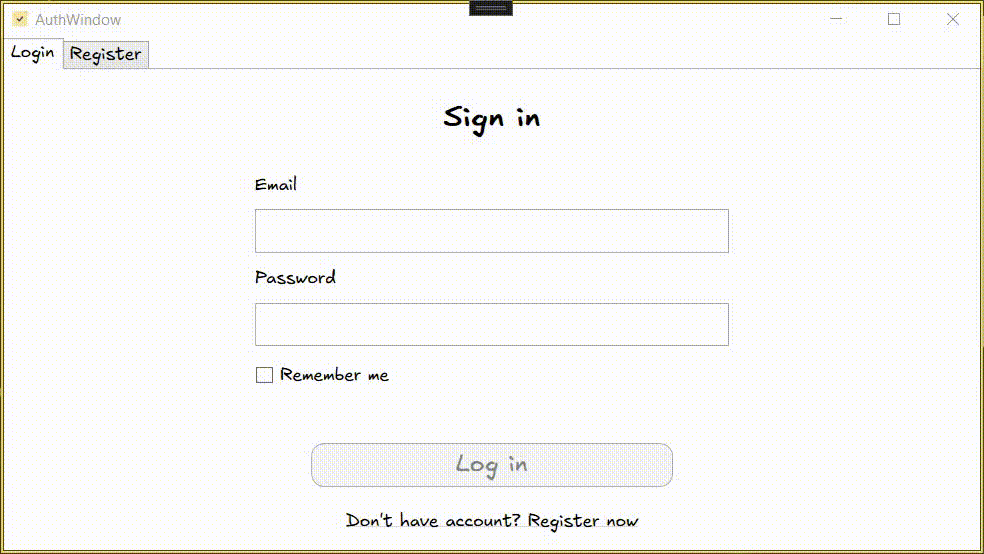 AuthWindow
Login Register
Sign in
Email
Password
Remember me
Log in
Don't have account? Register now